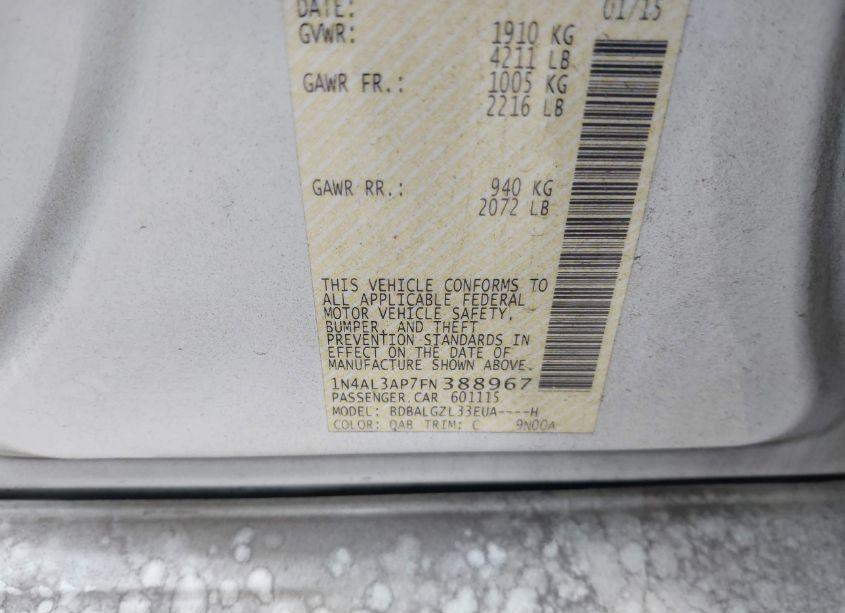 DATE: 01/15
GVWR: 1910 KG
4211 LB
GAWR FR.: 1005 KG
2216 LB
GAWR RR.: 940 KG
2072 LB
THIS VEHICLE CONFORMS TO
ALL APPLICABLE FEDERAL
MOTOR VEHICLE SAFETY,
BUMPER, AND THEFT
PREVENTION STANDARDS IN
EFFECT ON THE DATE OF
MANUFACTURE SHOWN ABOVE.
1N4AL3AP7FN388967
PASSENGER CAR 601115
MODEL: BDBALGZL33EUA----H
COLOR: QAB TRIM: C 9N00A